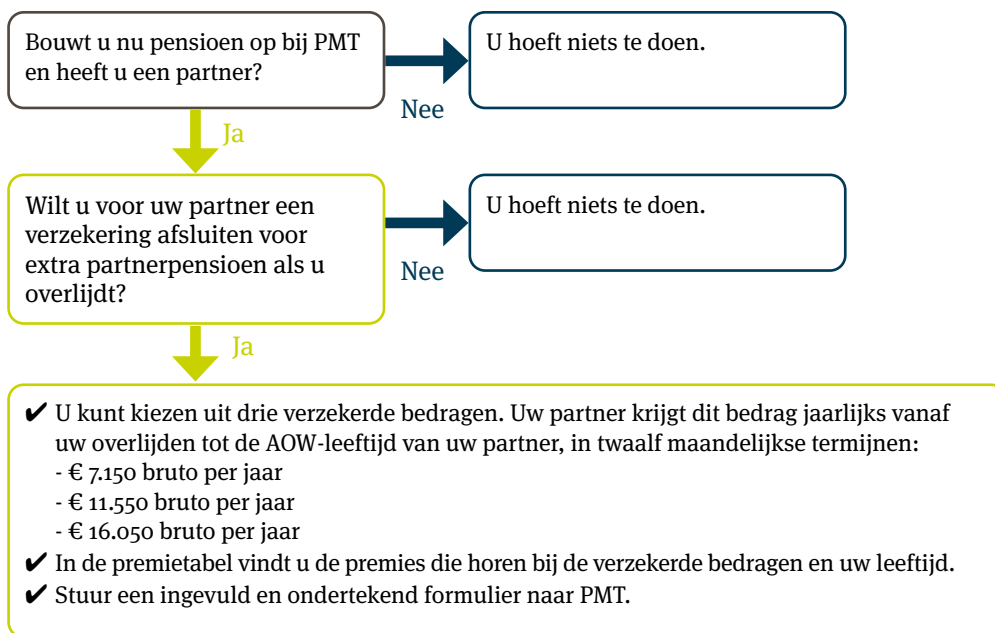 Bouwt u nu pensioen op bij PMT
en heeft u een partner?
Nee
U hoeft niets te doen.
Ja
Wilt u voor uw partner een
verzekering afsluiten voor
extra partnerpensioen als u
overlijdt?
Nee
U hoeft niets te doen.
Ja
✔ U kunt kiezen uit drie verzekerde bedragen. Uw partner krijgt dit bedrag jaarlijks vanaf
uw overlijden tot de AOW-leeftijd van uw partner, in twaalf maandelijkse termijnen:
- € 7.150 bruto per jaar
- € 11.550 bruto per jaar
- € 16.050 bruto per jaar
✔ In de premietabel vindt u de premies die horen bij de verzekerde bedragen en uw leeftijd.
✔ Stuur een ingevuld en ondertekend formulier naar PMT.